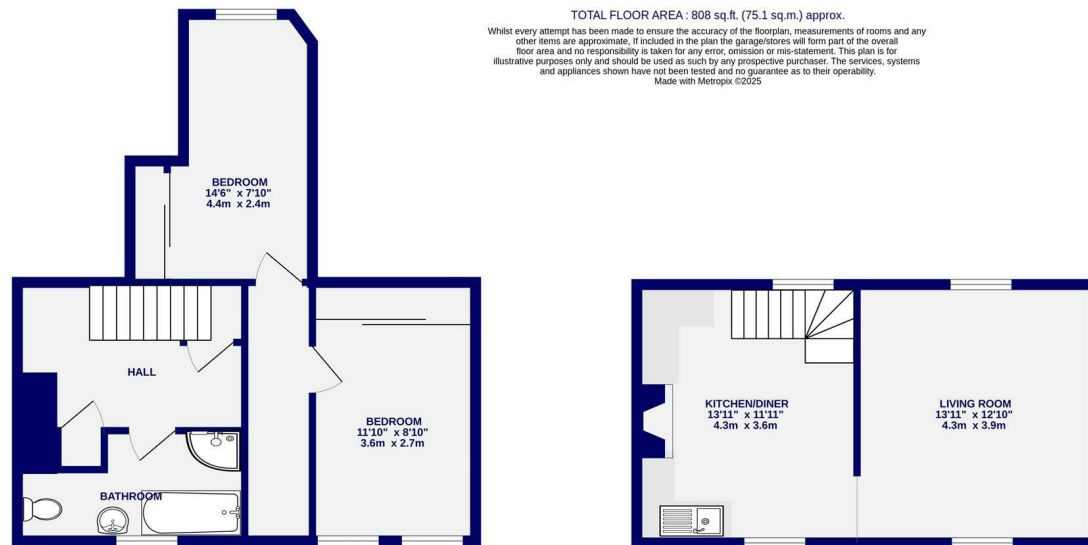 TOTAL FLOOR AREA : 808 sq.ft. (75.1 sq.m.) approx.
Whilst every attempt has been made to ensure the accuracy of the floorplan, measurements of rooms and any
other items are approximate, If included in the plan the garage/stores will form part of the overall
floor area and no responsibility is taken for any error, omission or mis-statement. This plan is for
illustrative purposes only and should be used as such by any prospective purchaser. The services, systems
and appliances shown have not been tested and no guarantee as to their operability.
Made with Metropix ©2025
BEDROOM
14'6" x 7'10"
4.4m x 2.4m
HALL
BEDROOM
11'10" x 8'10"
3.6m x 2.7m
BATHROOM
KITCHEN/DINER
13'11" x 11'11"
4.3m x 3.6m
LIVING ROOM
13'11" x 12'10"
4.3m x 3.9m